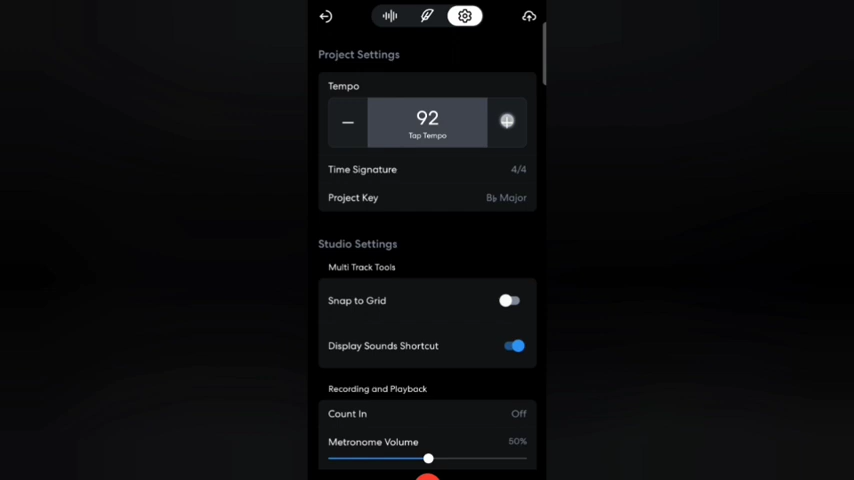 Project Settings
Tempo
92
Tap Tempo
Time Signature 4/4
Project Key B♭ Major
Studio Settings
Multi Track Tools
Snap to Grid
Display Sounds Shortcut
Recording and Playback
Count In Off
Metronome Volume 50%